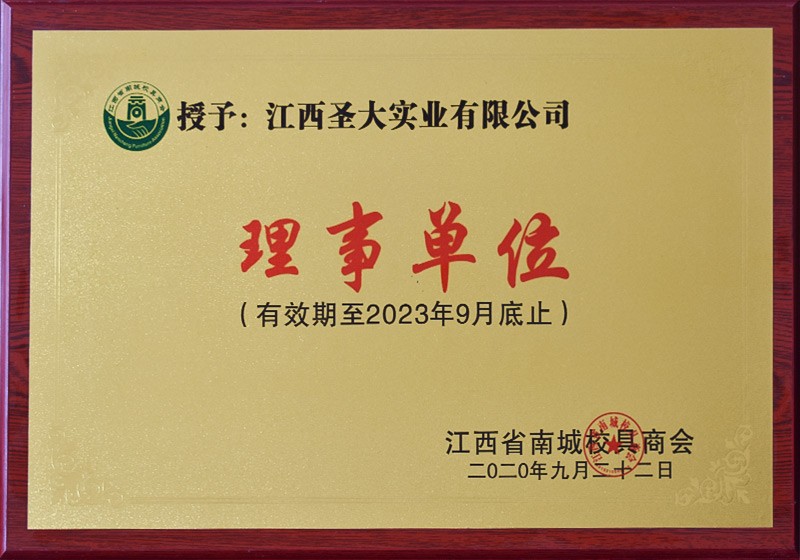 授予：江西圣大实业有限公司
理事单位
（有效期至2023年9月底止）
江西省南城校具商会
二〇二〇年九月二十二日